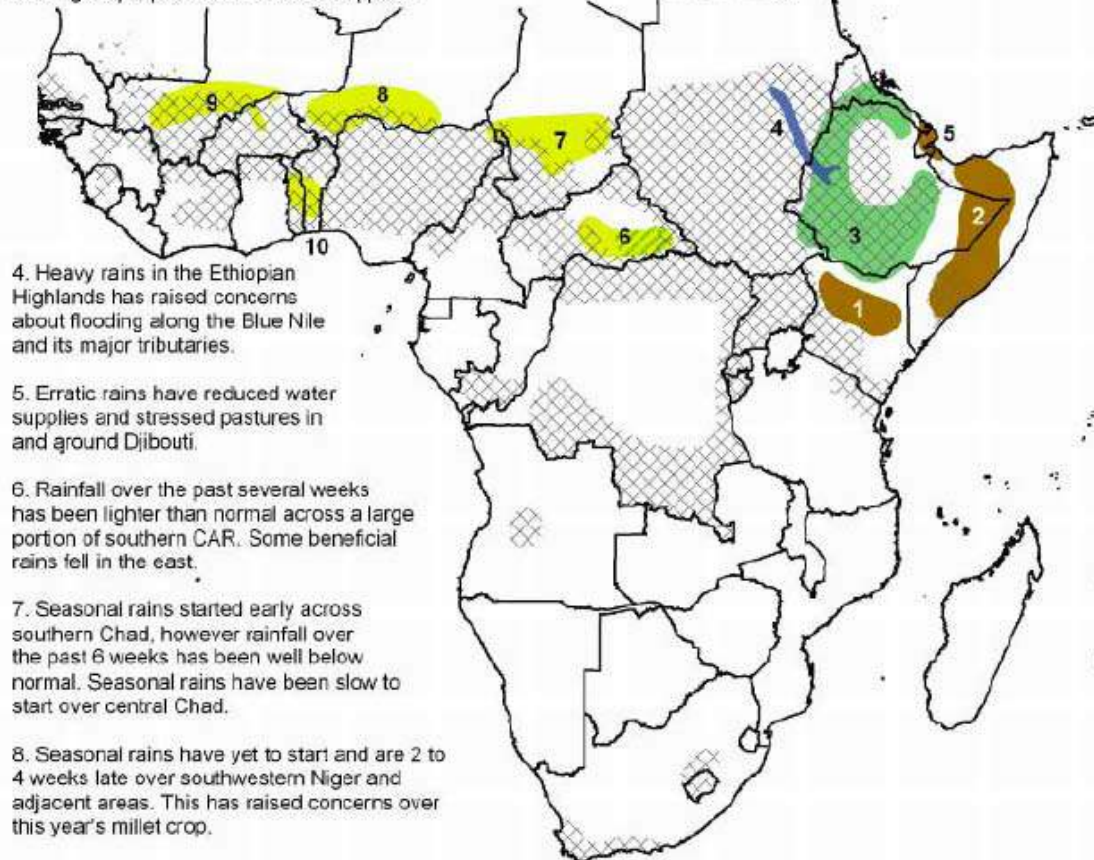 4. Heavy rains in the Ethiopian
Highlands has raised concerns
about flooding along the Blue Nile
and its major tributaries.
5. Erratic rains have reduced water
supplies and stressed pastures in
and around Djibouti.
6. Rainfall over the past several weeks
has been lighter than normal across a large
portion of southern CAR. Some beneficial
rains fell in the east.
7. Seasonal rains started early across
southern Chad, however rainfall over
the past 6 weeks has been well below
normal. Seasonal rains have been slow to
start over central Chad.
8. Seasonal rains have yet to start and are 2 to
4 weeks late over southwestern Niger and
adjacent areas. This has raised concerns over
this year's millet crop.
9
8
7
4
5
2
3
6
10
1